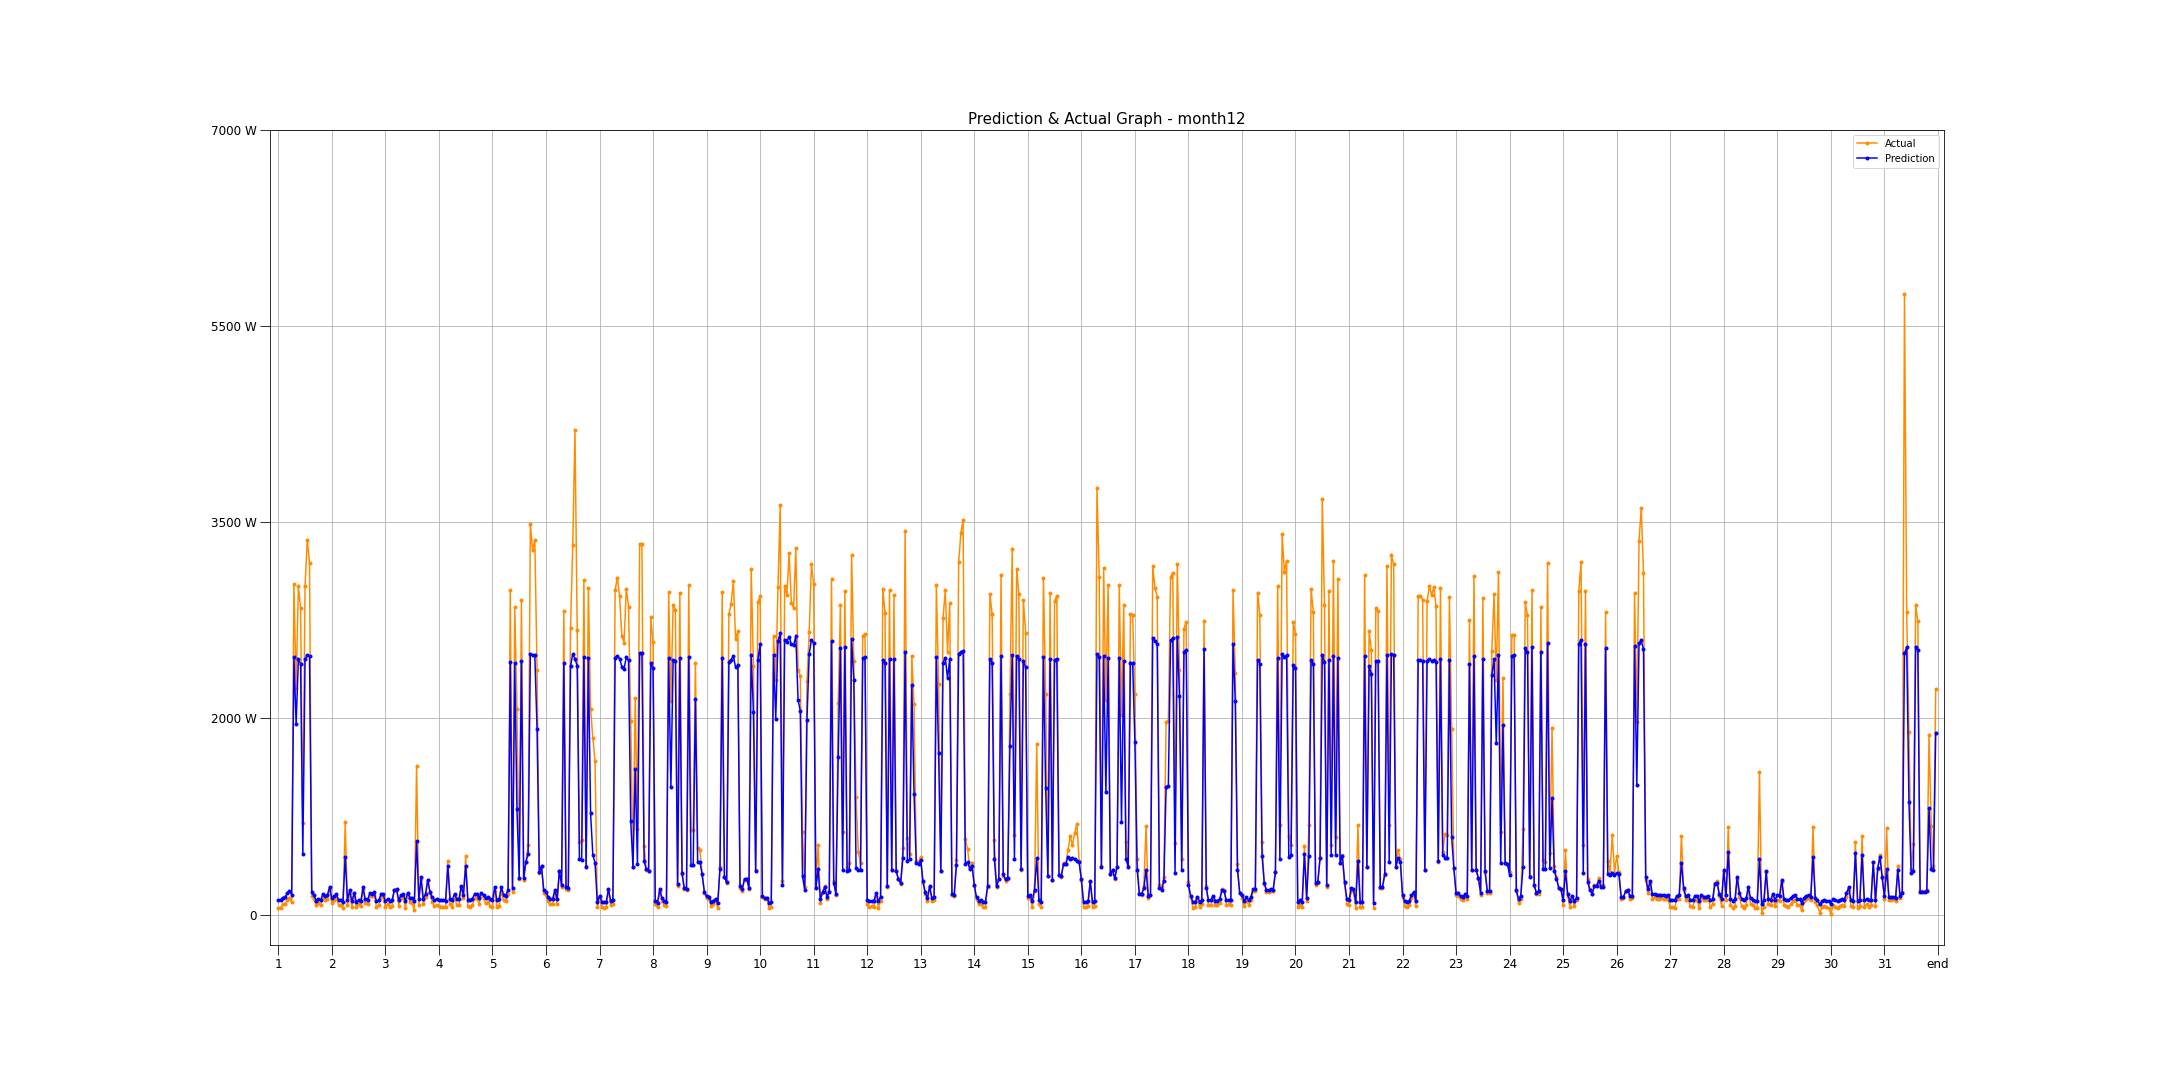 Prediction & Actual Graph - month12
7000 W
5500 W
3500 W
2000 W
0
Actual
Prediction
1 2 3 4 5 6 7 8 9 10 11 12 13 14 15 16 17 18 19 20 21 22 23 24 25 26 27 28 29 30 31 end